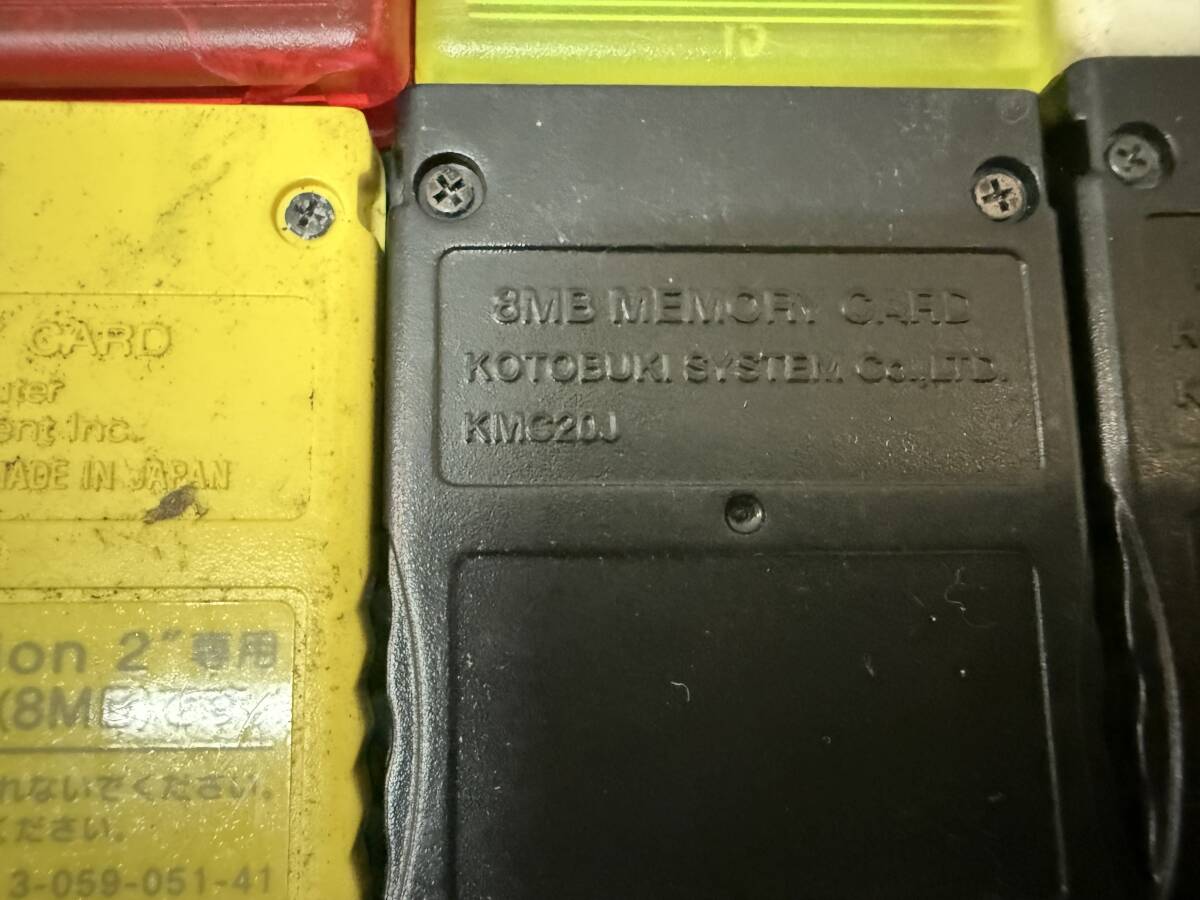 CARD
uter
ent Inc.
MADE IN JAPAN
ion 2" 専用
(8MB)
れないでください。
ください。
3-059-051-41
8MB MEMORY CARD
KOTOBUKI SYSTEM Co.,LTD.
KMC20J
K
K